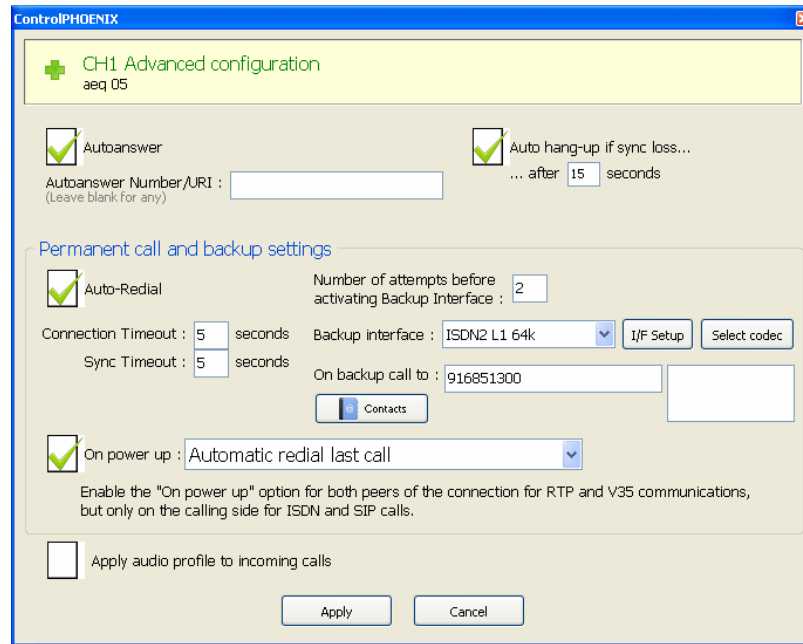 ControlPHOENIX
CH1 Advanced configuration
aeq 05
Autoanswer
Autoanswer Number/URI :
(Leave blank for any)
Auto hang-up if sync loss...
... after 15 seconds
Permanent call and backup settings
Auto-Redial
Number of attempts before
activating Backup Interface : 2
Connection Timeout : 5 seconds
Backup interface : ISDN2 L1 64k I/F Setup Select codec
Sync Timeout : 5 seconds
On backup call to : 916851300
Contacts
On power up : Automatic redial last call
Enable the "On power up" option for both peers of the connection for RTP and V35 communications,
but only on the calling side for ISDN and SIP calls.
Apply audio profile to incoming calls
Apply Cancel